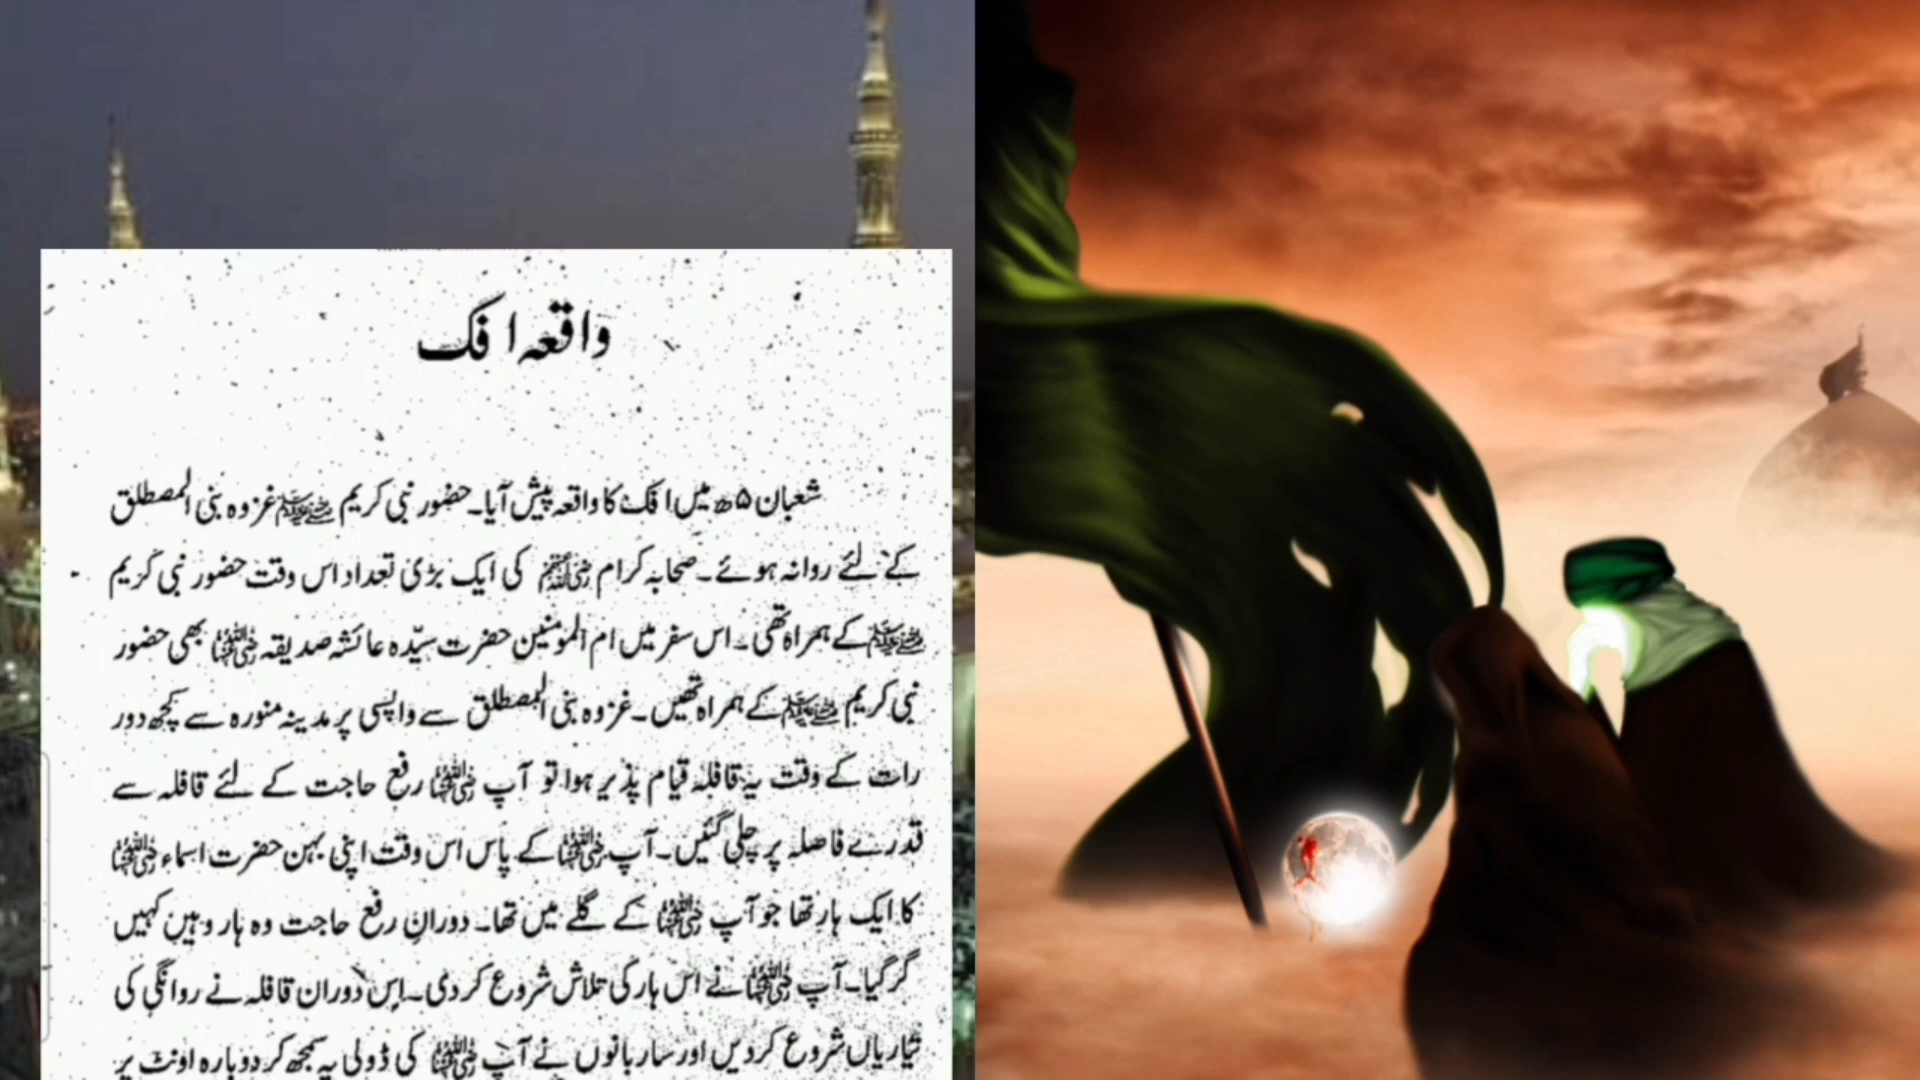 واقعہ افک
شعبان ۵ھ میں افک کا واقعہ پیش آیا۔ حضور نبی کریم ﷺ غزوہ بنی المصطلق
کے لئے روانہ ہوئے۔ صحابہ کرام رضی اللہ عنہم کی ایک بڑی تعداد اس وقت حضور نبی کریم
ﷺ کے ہمراہ تھی۔ اس سفر میں ام المومنین حضرت سیّدہ عائشہ صدیقہ رضی اللہ عنہا بھی حضور
نبی کریم ﷺ کے ہمراہ تھیں۔ غزوہ بنی المصطلق سے واپسی پر مدینہ منورہ سے کچھ دور
رات کے وقت یہ قافلہ قیام پذیر ہوا تو آپ رضی اللہ عنہا رفع حاجت کے لئے قافلہ سے
قدرے فاصلہ پر چلی گئیں۔ آپ رضی اللہ عنہا کے پاس اس وقت اپنی بہن حضرت اسماء رضی اللہ عنہا
کا ایک ہار تھا جو آپ رضی اللہ عنہا کے گلے میں تھا۔ دورانِ رفع حاجت وہ ہار وہیں کہیں
گر گیا۔ آپ رضی اللہ عنہا نے اس ہار کی تلاش شروع کر دی۔ اس دوران قافلہ نے روانگی کی
تیاریاں شروع کر دیں اور ساربانوں نے آپ رضی اللہ عنہا کی ڈولی یہ سمجھ کر دوبارہ اونٹ پر